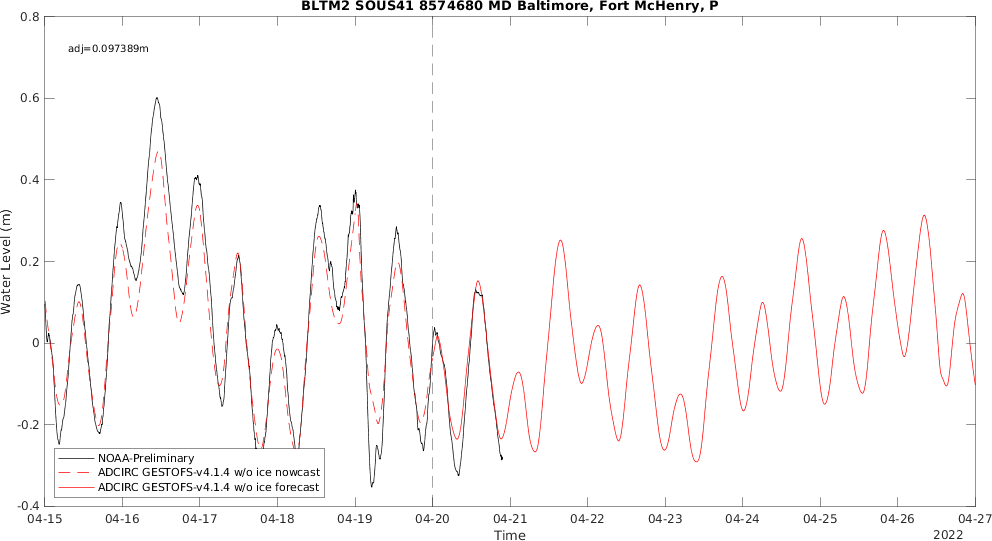 BLTM2 SOUS41 8574680 MD Baltimore, Fort McHenry, P
adj=0.097389m
Water Level (m)
0.8
0.6
0.4
0.2
0
-0.2
-0.4
NOAA-Preliminary
ADCIRC GESTOFS-v4.1.4 w/o ice nowcast
ADCIRC GESTOFS-v4.1.4 w/o ice forecast
04-15 04-16 04-17 04-18 04-19 04-20 04-21 04-22 04-23 04-24 04-25 04-26 04-27
Time
2022